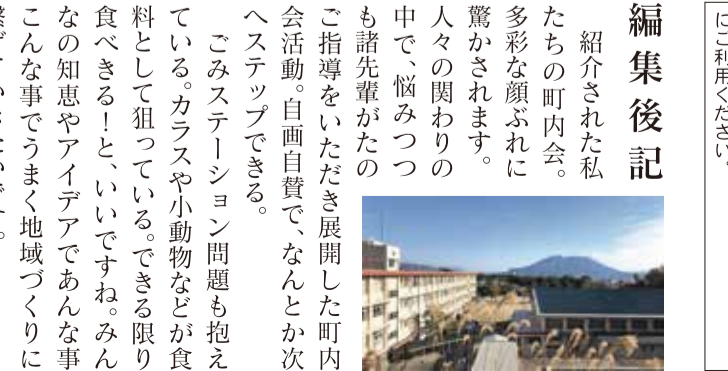 にご利用ください。
編集後記
紹介された私
たちの町内会。
多彩な顔ぶれに
驚かされます。
人々の関わりの
中で、悩みつつ
も諸先輩がたの
ご指導をいただき展開した町内
会活動。自画自賛で、なんとか次
へステップできる。
ごみステーション問題も抱え
ている。カラスや小動物などが食
料として狙っている。できる限り
食べきる！と、いいですね。みん
なの知恵やアイデアであんな事
こんな事でうまく地域づくりに